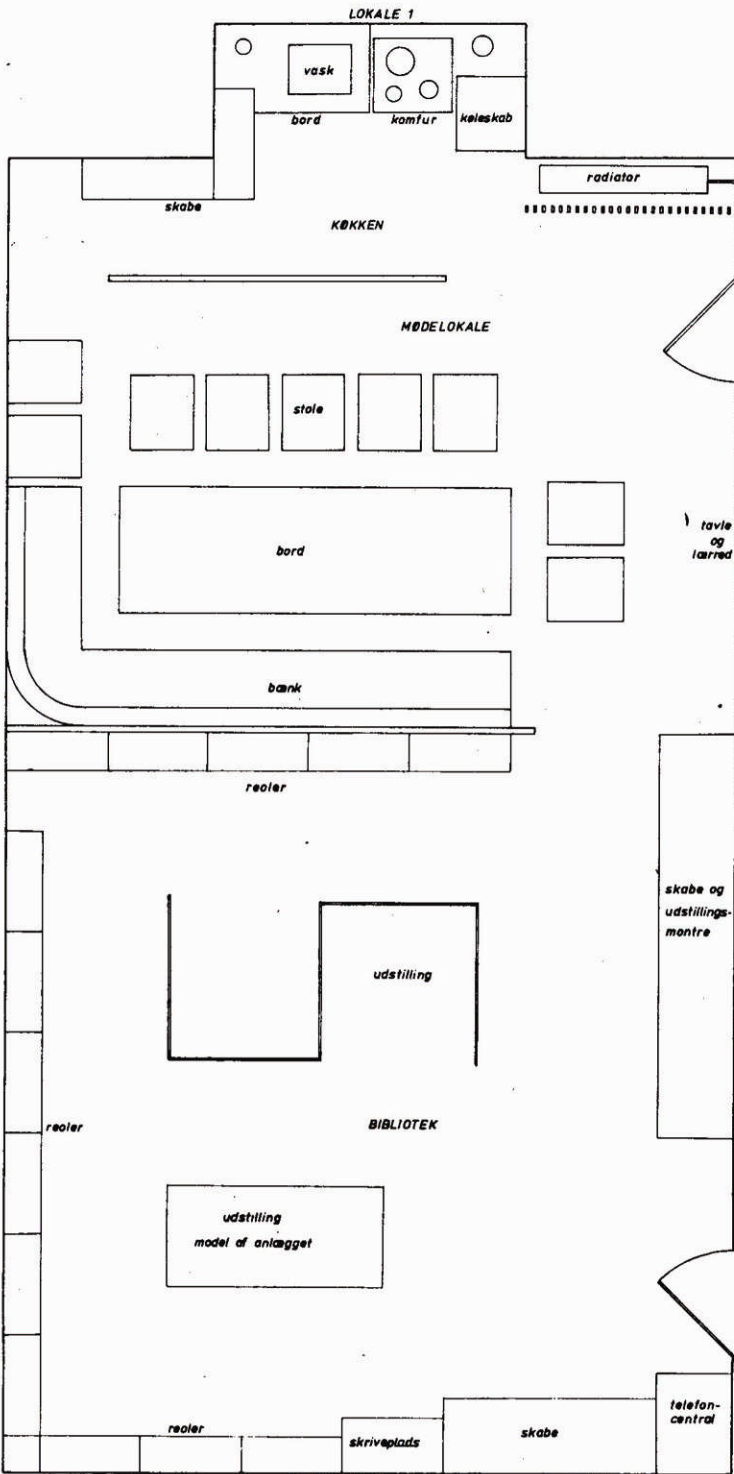 LOKALE 1
vask
bord
komfur
køleskab
radiator
skabe
KØKKEN
MØDELOKALE
stole
bord
tavle
og
lærred
bænk
reoler
skabe og
udstillings-
montre
udstilling
reoler
BIBLIOTEK
udstilling
model af anlægget
reoler
skriveplads
skabe
telefon-
central